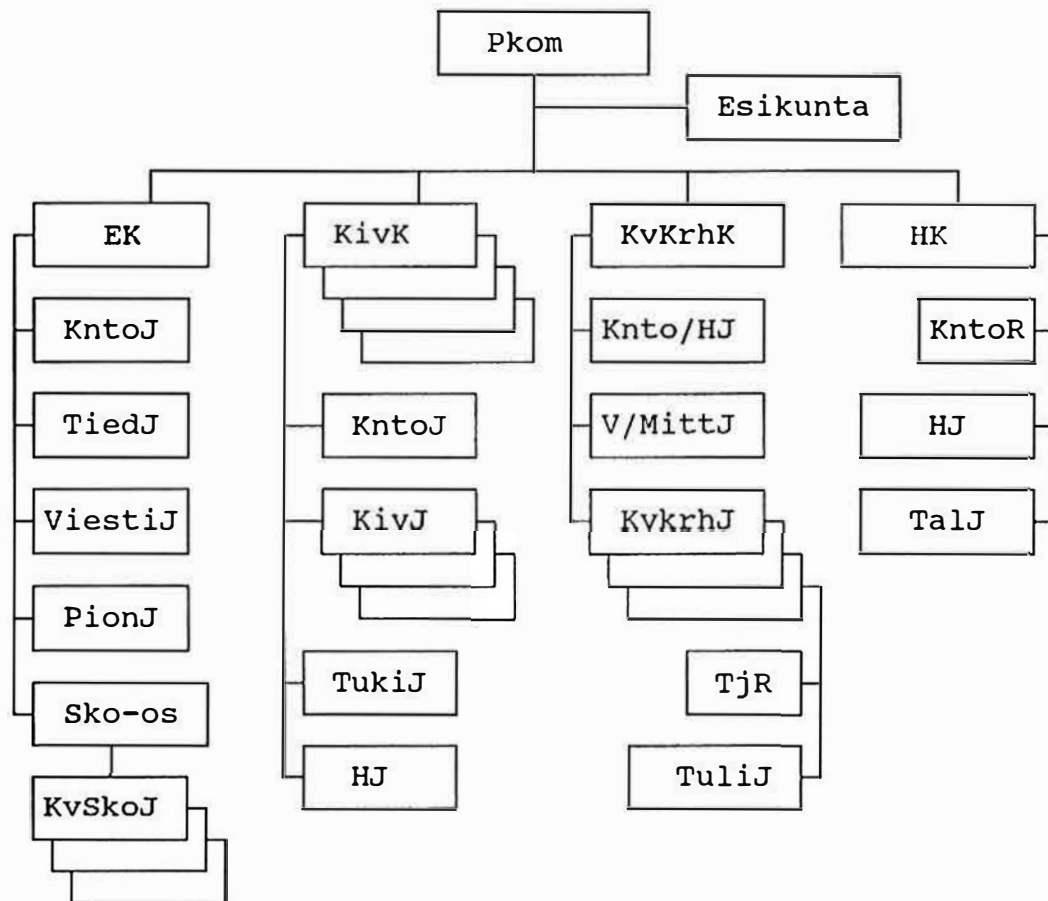 Pkom
Esikunta
EK
KivK
KvKrhK
HK
KntoJ
Knto/HJ
KntoR
TiedJ
KntoJ
V/MittJ
HJ
ViestiJ
KivJ
KvkrhJ
TalJ
PionJ
Sko-os
TukiJ
TjR
KvSkoJ
HJ
TuliJ